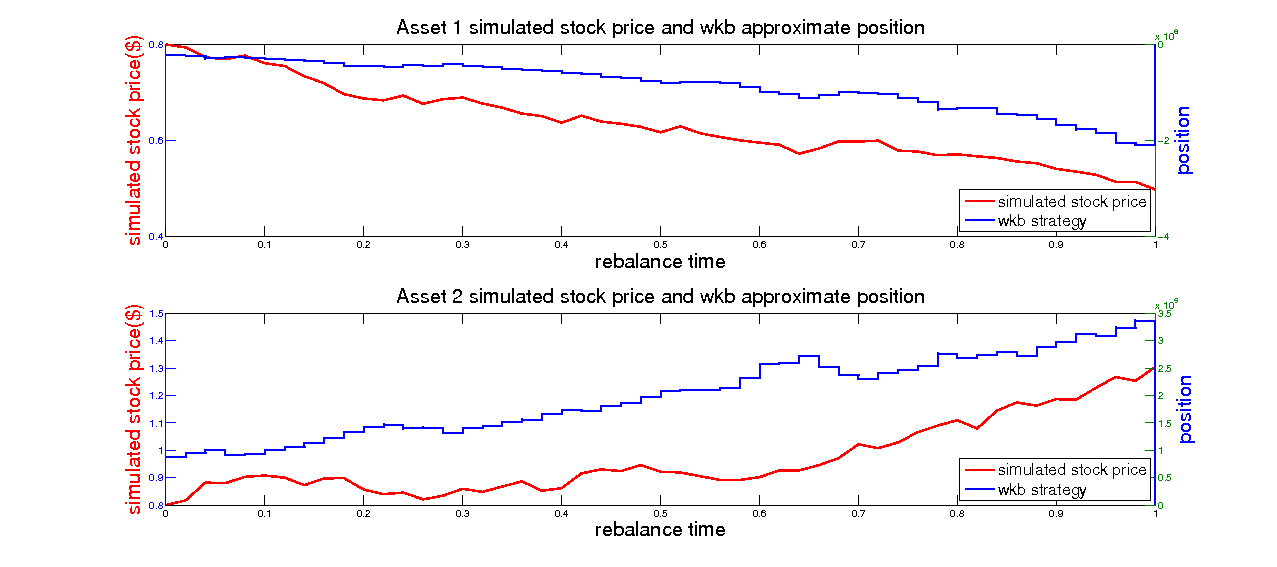 Asset 1 simulated stock price and wkb approximate position
simulated stock price($)
0.8
0.6
0.4
0
-2
-4
position
simulated stock price
wkb strategy
0 0.1 0.2 0.3 0.4 0.5 0.6 0.7 0.8 0.9 1
rebalance time
Asset 2 simulated stock price and wkb approximate position
simulated stock price($)
1.5
1.4
1.3
1.2
1.1
1
0.9
0.8
3.5
3
2.5
2
1.5
1
0.5
0
position
simulated stock price
wkb strategy
0 0.1 0.2 0.3 0.4 0.5 0.6 0.7 0.8 0.9 1
rebalance time